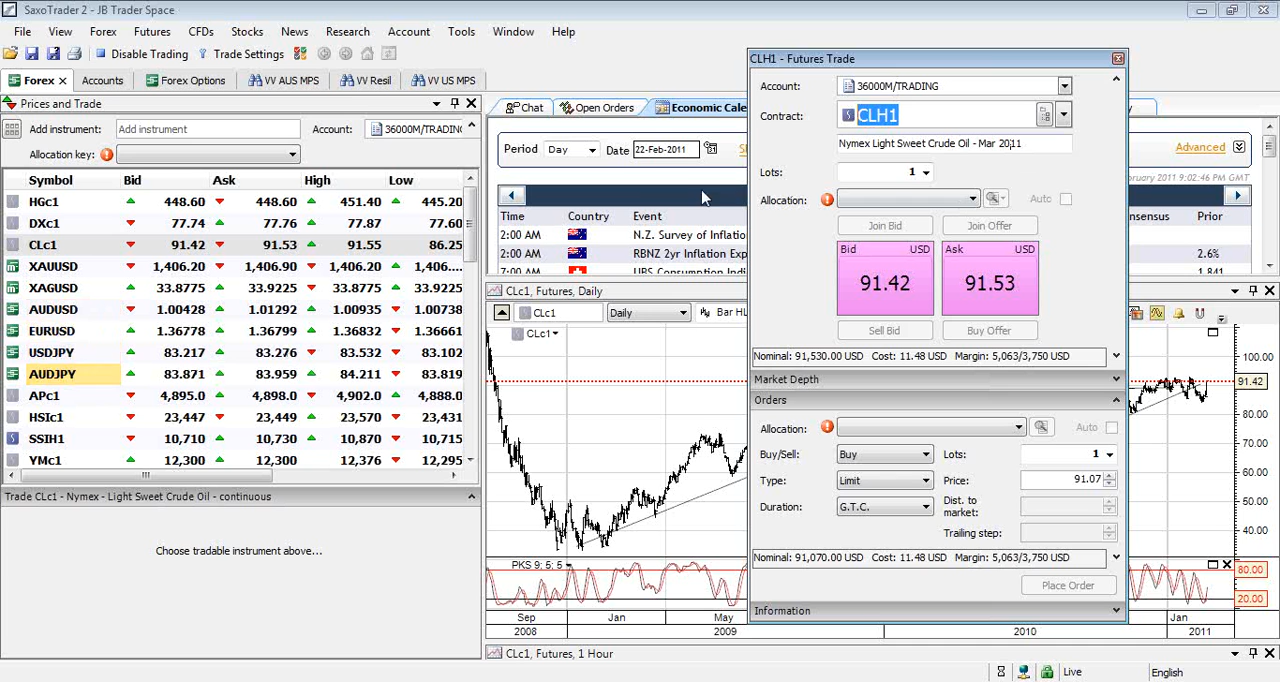 SaxoTrader 2 - JB Trader Space
File View Forex Futures CFDs Stocks News Research Account Tools Window Help
Disable Trading Trade Settings
Forex Accounts Forex Options VV AUS MPS VV Resil VV US MPS
Prices and Trade
Add instrument: Add instrument Account: 36000M/TRADING
Allocation key:
Symbol Bid Ask High Low
HGc1 448.60 448.60 451.40 445.20
DXc1 77.74 77.76 77.87 77.60
CLc1 91.42 91.53 91.55 86.25
XAUUSD 1,406.20 1,406.90 1,407.20 1,406....
XAGUSD 33.8775 33.9225 33.8775 33.8775
AUDUSD 1.00428 1.01292 1.00935 1.00738
EURUSD 1.36778 1.36799 1.36832 1.36661
USDJPY 83.217 83.276 83.532 83.102
AUDJPY 83.871 83.959 84.211 83.819
APc1 4,895.0 4,898.0 4,902.0 4,888.0
HSIc1 23,447 23,449 23,570 23,431
SSIH1 10,710 10,730 10,870 10,715
YMc1 12,300 12,300 12,376 12,295
Trade CLc1 - Nymex - Light Sweet Crude Oil - continuous
Choose tradable instrument above...
Chat Open Orders Economic Cale
Period Day Date 22-Feb-2011
Advanced
bruary 2011 9:02:46 PM GMT
Time Country Event
nsensus Prior
2:00 AM N.Z. Survey of Inflatio
2:00 AM RBNZ 2yr Inflation Exp
2.6%
7:00 AM UBS Consumption Indi
1.841
CLc1, Futures, Daily
CLc1 Daily Bar HL
CLc1
100.00
91.42
80.00
70.00
60.00
50.00
40.00
PKS 9; 5; 5
80.00
20.00
Sep Jan May Jan
2008 2009 2010 2011
CLc1, Futures, 1 Hour
CLH1 - Futures Trade
Account: 36000M/TRADING
Contract: CLH1
Nymex Light Sweet Crude Oil - Mar 2011
Lots: 1
Allocation: Auto
Join Bid Join Offer
Bid USD Ask USD
91.42 91.53
Sell Bid Buy Offer
Nominal: 91,530.00 USD Cost: 11.48 USD Margin: 5,063/3,750 USD
Market Depth
Orders
Allocation: Auto
Buy/Sell: Buy Lots: 1
Type: Limit Price: 91.07
Duration: G.T.C. Dist. to market:
Trailing step:
Nominal: 91,070.00 USD Cost: 11.48 USD Margin: 5,063/3,750 USD
Place Order
Information
Live English